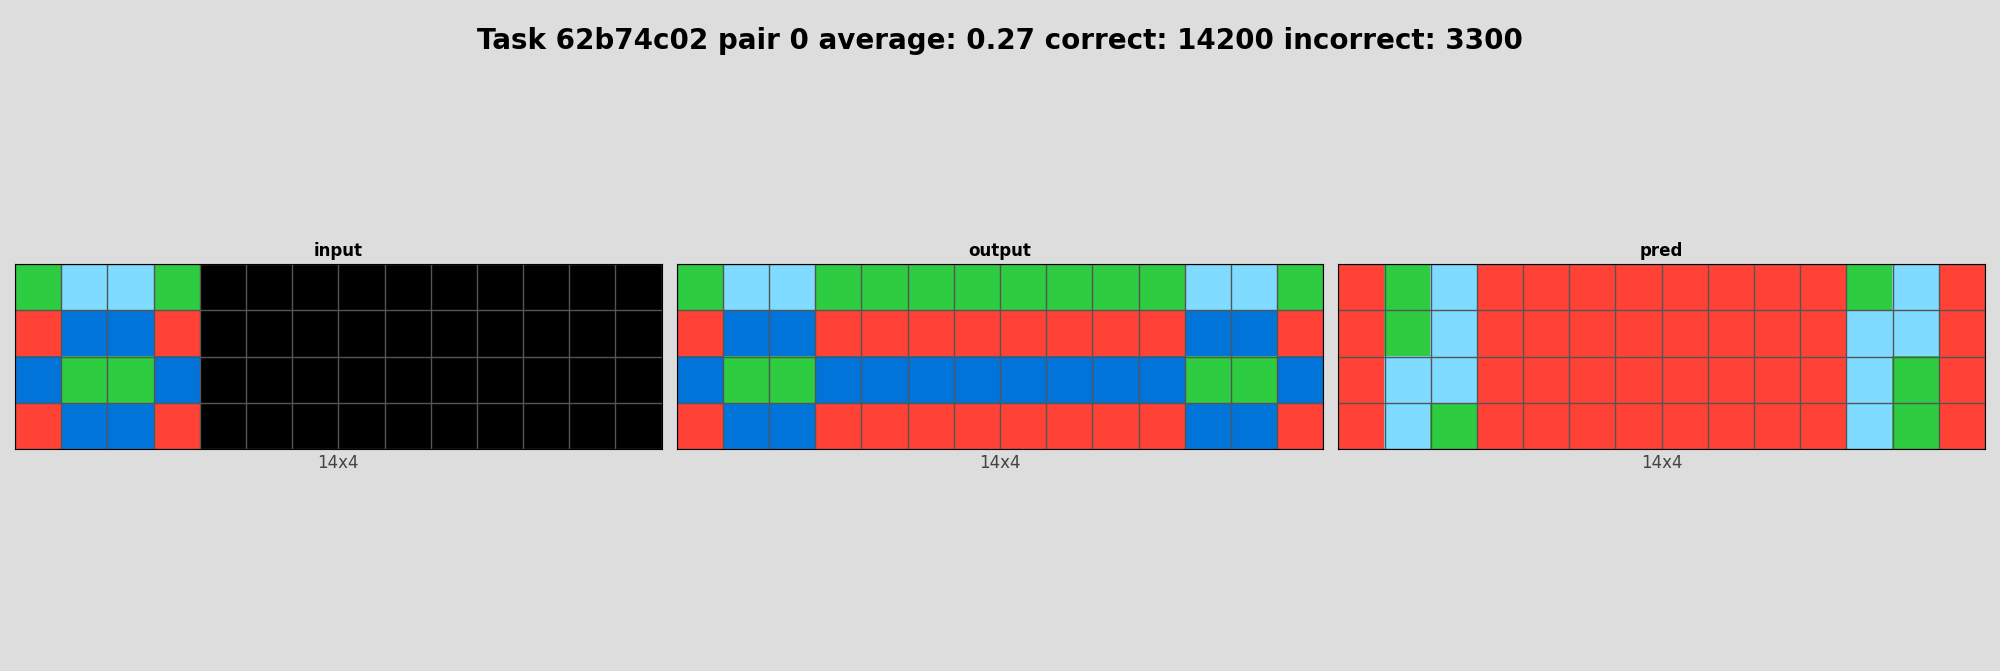 Task 62b74c02 pair 0 average: 0.27 correct: 14200 incorrect: 3300
input
output
pred
14x4
14x4
14x4